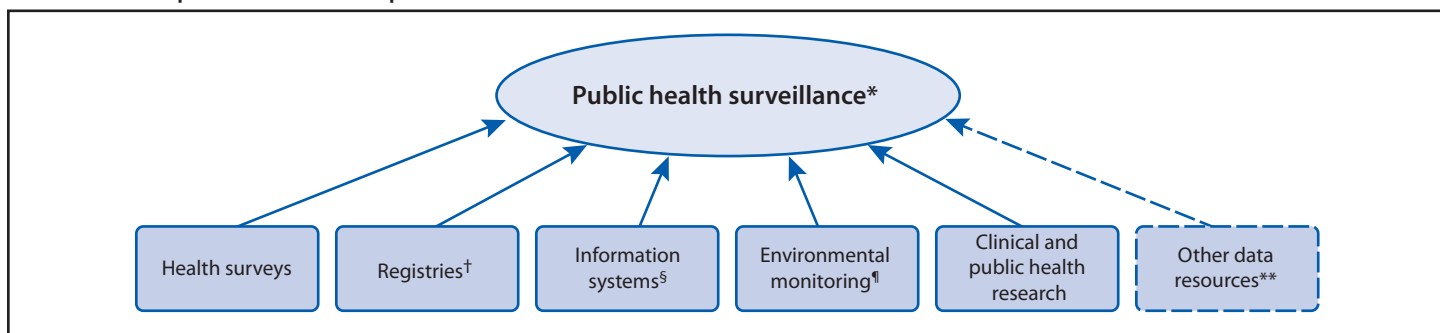 Public health surveillance*
Health surveys
Registries†
Information
systems§
Environmental
monitoring¶
Clinical and
public health
research
Other data
resources**